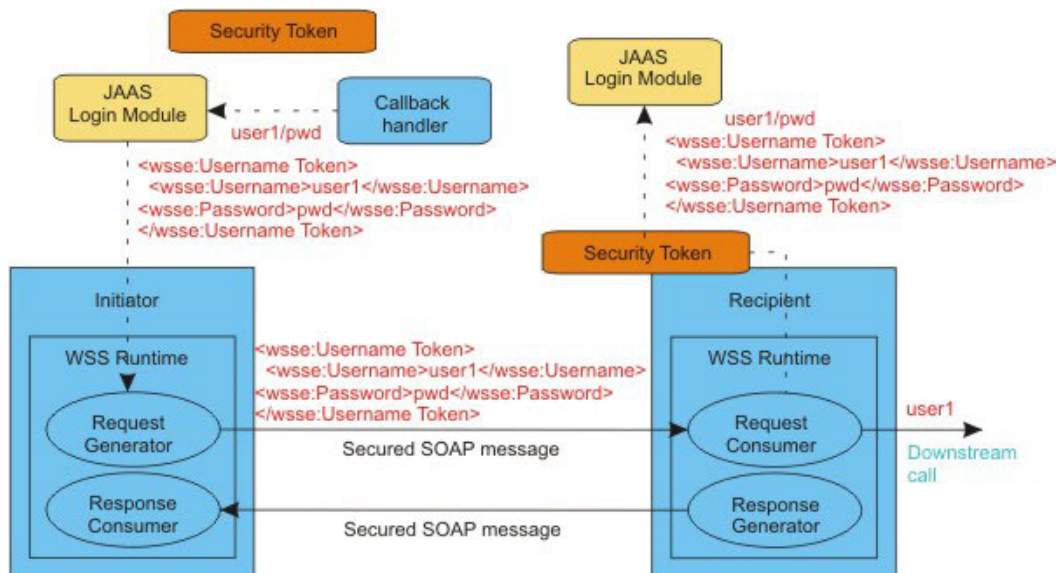 Security Token
JAAS
Login Module
Callback
handler
user1/pwd
<wsse:Username Token>
<wsse:Username>user1</wsse:Username>
<wsse:Password>pwd</wsse:Password>
</wsse:Username Token>
JAAS
Login Module
user1/pwd
<wsse:Username Token>
<wsse:Username>user1</wsse:Username>
<wsse:Password>pwd</wsse:Password>
</wsse:Username Token>
Security Token
Initiator
WSS Runtime
Request
Generator
Response
Consumer
<wsse:Username Token>
<wsse:Username>user1</wsse:Username>
<wsse:Password>pwd</wsse:Password>
</wsse:Username Token>
Secured SOAP message
Secured SOAP message
Recipient
WSS Runtime
Request
Consumer
Response
Generator
user1
Downstream
call